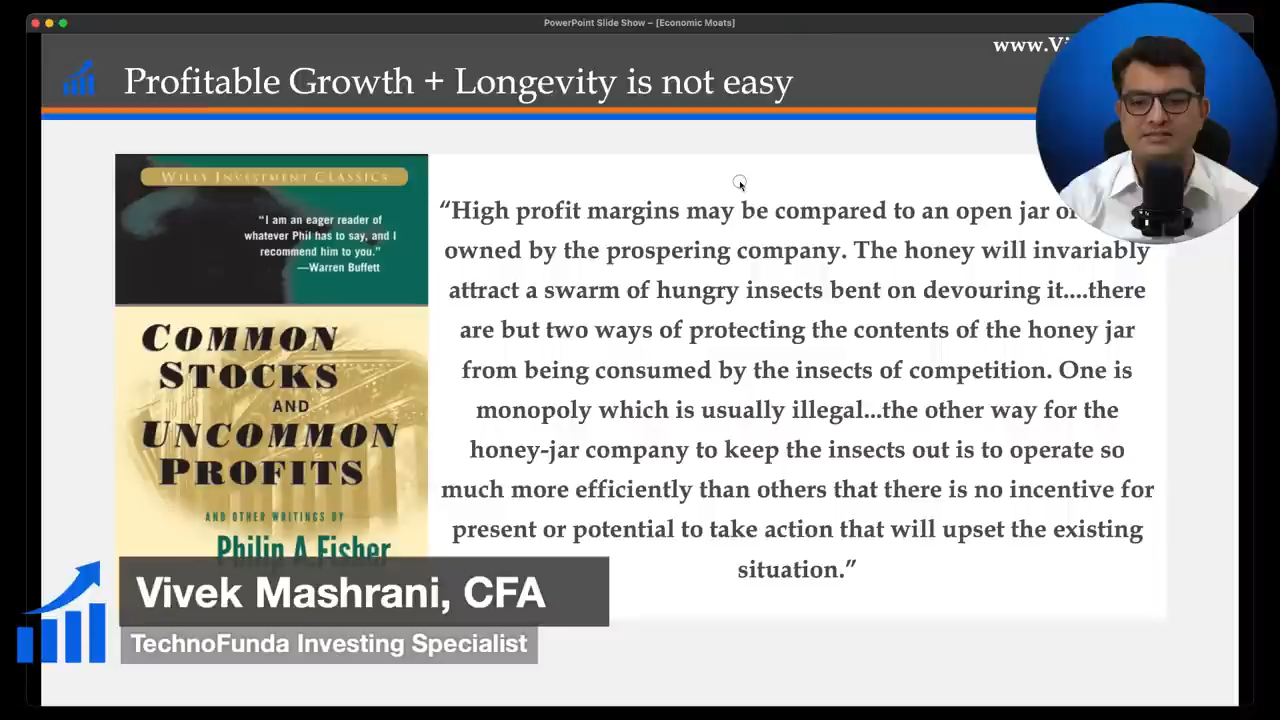 PowerPoint Slide Show – [Economic Moats]
www.Vi
Profitable Growth + Longevity is not easy
WILEY INVESTMENT CLASSICS
“I am an eager reader of
whatever Phil has to say, and I
recommend him to you.”
—Warren Buffett
COMMON
STOCKS
AND
UNCOMMON
PROFITS
AND OTHER WRITINGS BY
Philip A. Fisher
“High profit margins may be compared to an open jar
owned by the prospering company. The honey will invariably
attract a swarm of hungry insects bent on devouring it....there
are but two ways of protecting the contents of the honey jar
from being consumed by the insects of competition. One is
monopoly which is usually illegal...the other way for the
honey-jar company to keep the insects out is to operate so
much more efficiently than others that there is no incentive for
present or potential to take action that will upset the existing
situation.”
Vivek Mashrani, CFA
TechnoFunda Investing Specialist